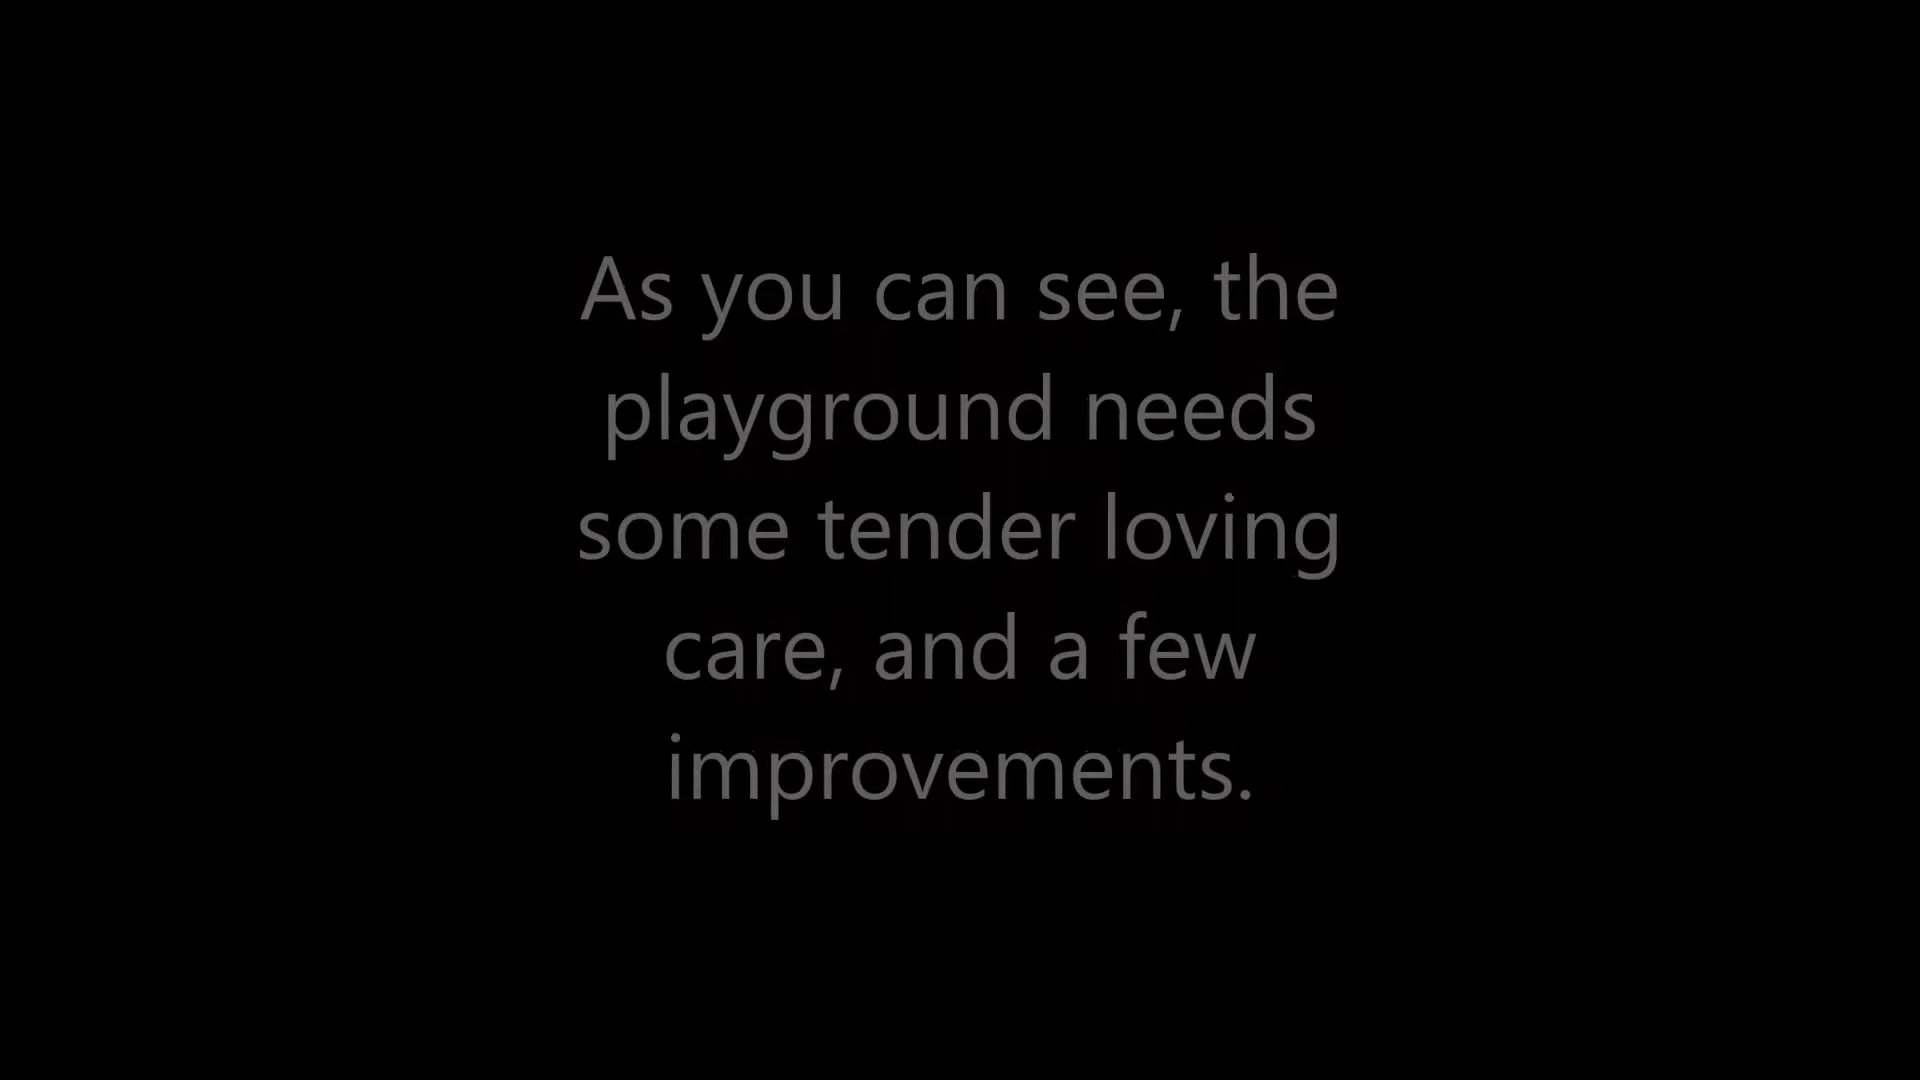 As you can see, the
playground needs
some tender loving
care, and a few
improvements.